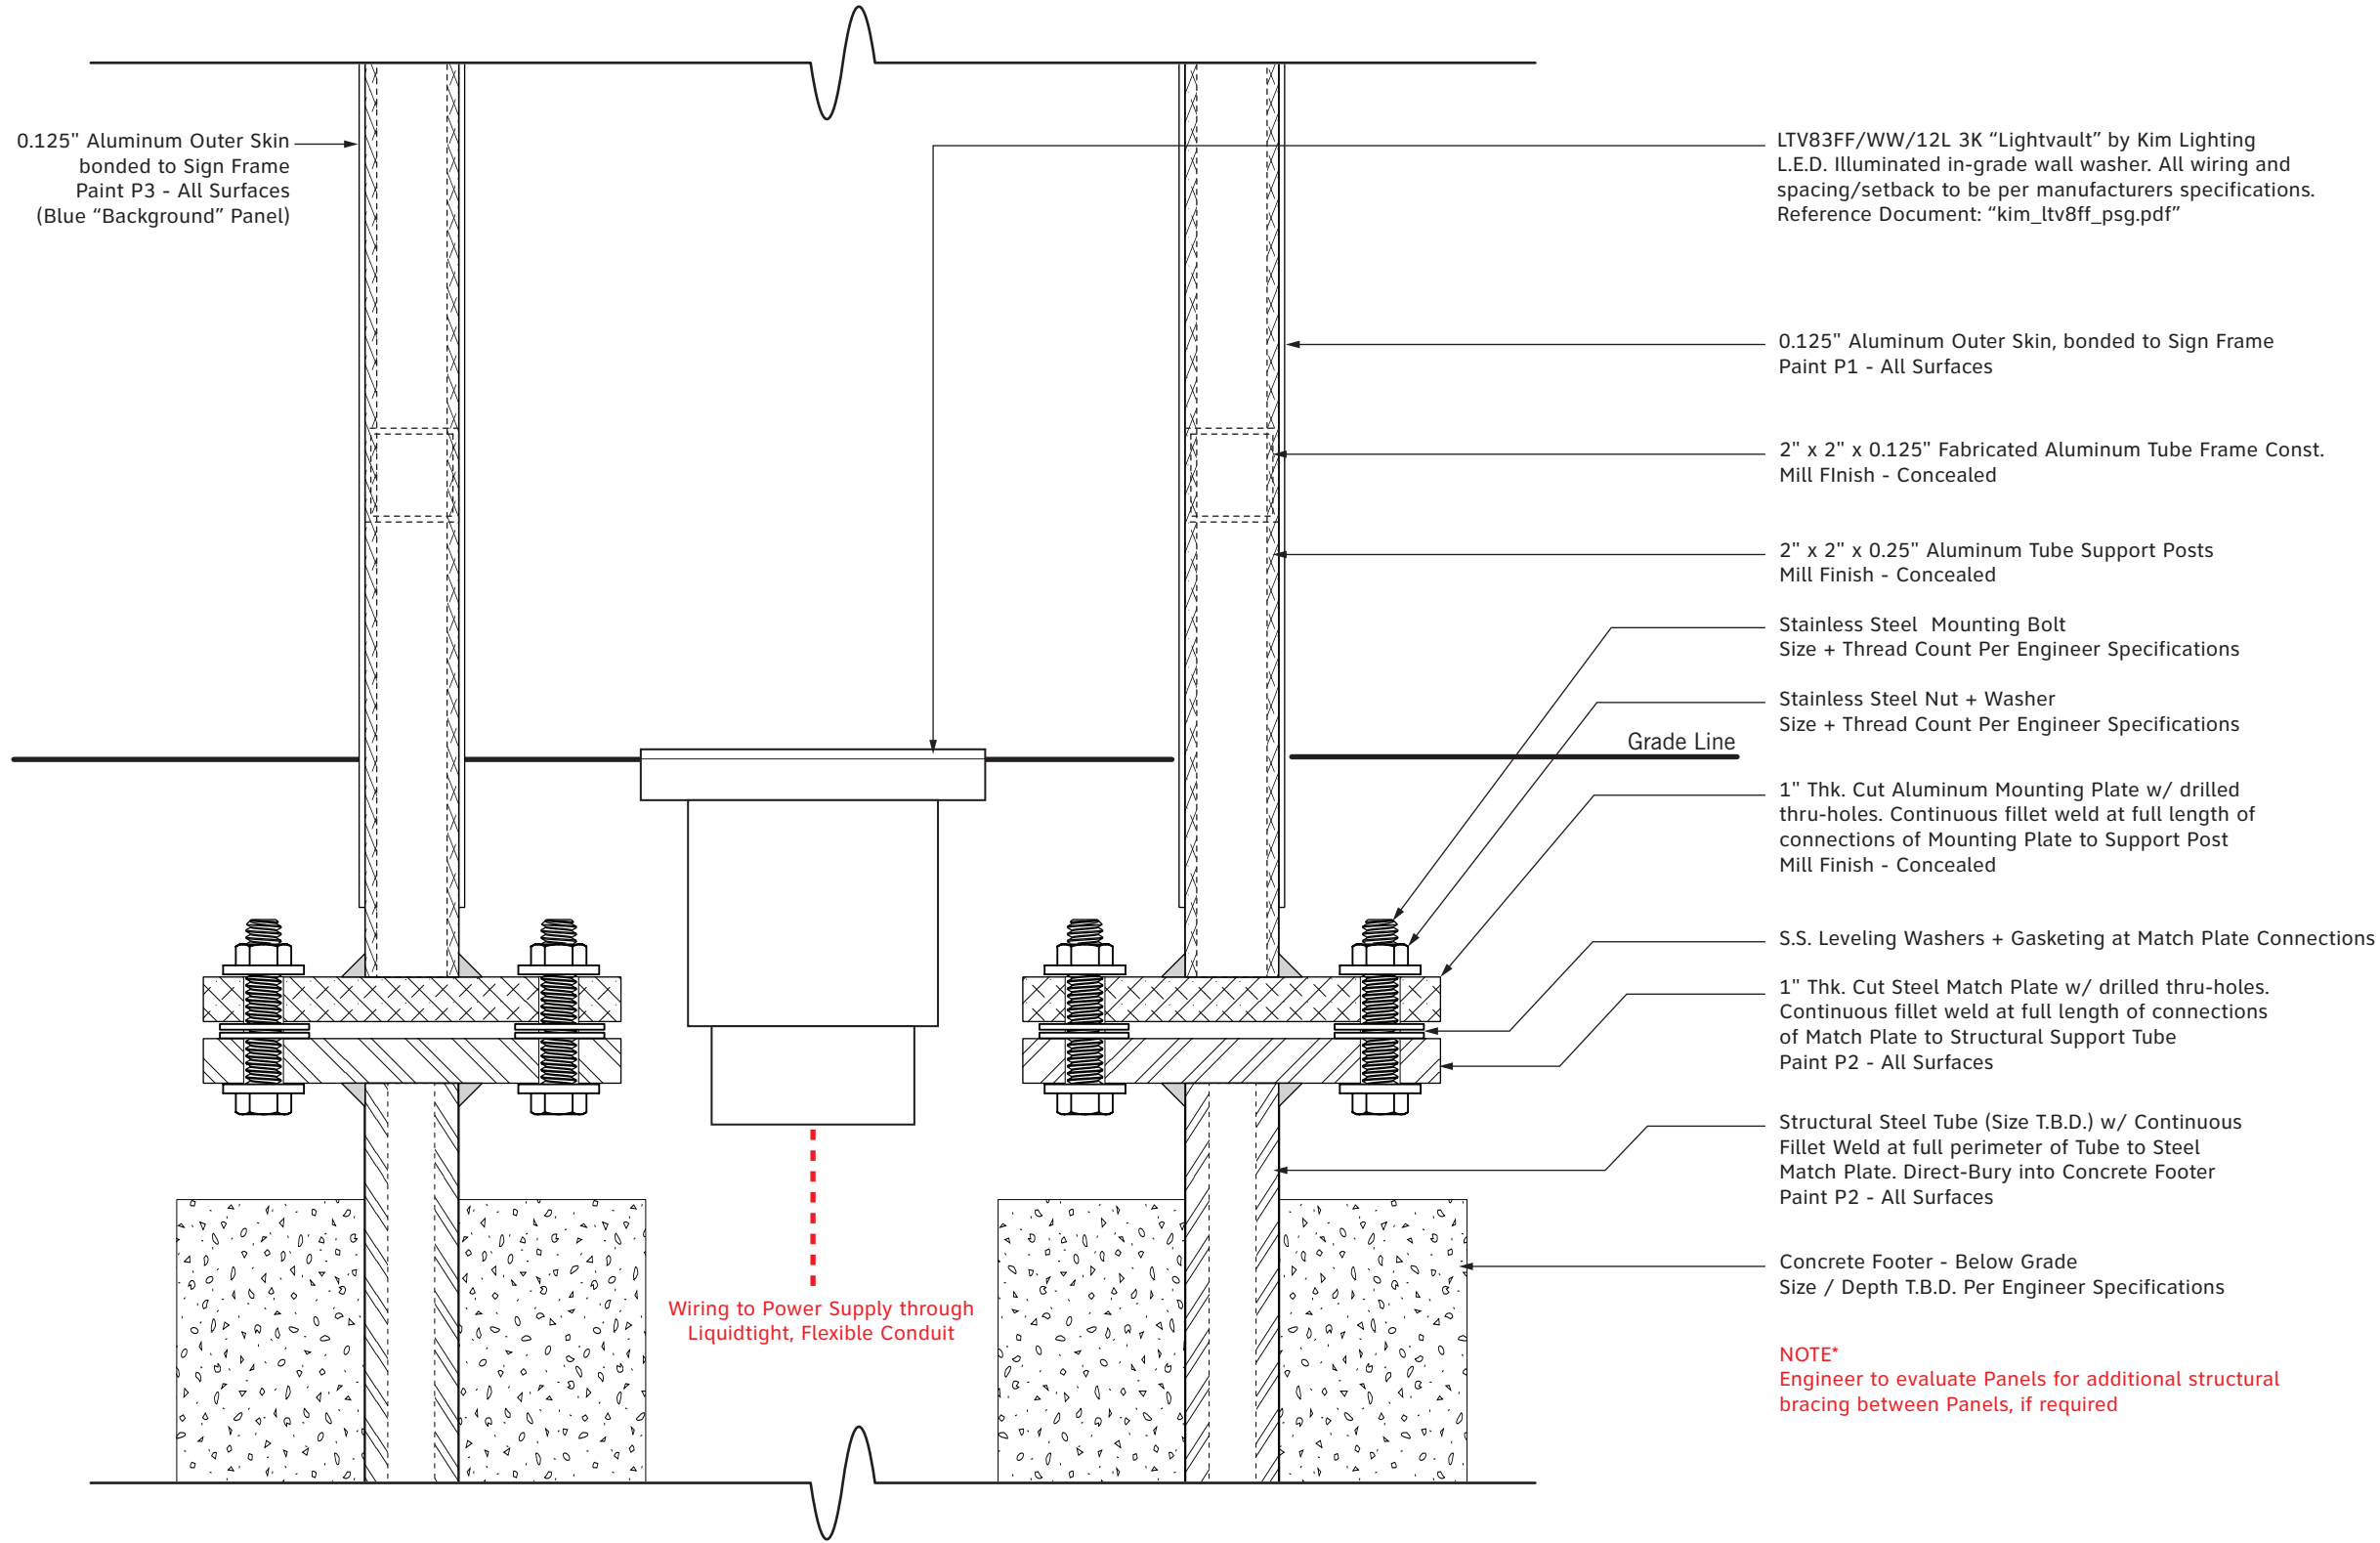 0.125" Aluminum Outer Skin
bonded to Sign Frame
Paint P3 - All Surfaces
(Blue “Background” Panel)
LTV83FF/WW/12L 3K “Lightvault” by Kim Lighting
L.E.D. Illuminated in-grade wall washer. All wiring and
spacing/setback to be per manufacturers specifications.
Reference Document: “kim_ltv8ff_psg.pdf”
0.125" Aluminum Outer Skin, bonded to Sign Frame
Paint P1 - All Surfaces
2" x 2" x 0.125" Fabricated Aluminum Tube Frame Const.
Mill FInish - Concealed
2" x 2" x 0.25" Aluminum Tube Support Posts
Mill Finish - Concealed
Stainless Steel  Mounting Bolt
Size + Thread Count Per Engineer Specifications
Stainless Steel Nut + Washer
Size + Thread Count Per Engineer Specifications
Grade Line
1" Thk. Cut Aluminum Mounting Plate w/ drilled
thru-holes. Continuous fillet weld at full length of
connections of Mounting Plate to Support Post
Mill Finish - Concealed
S.S. Leveling Washers + Gasketing at Match Plate Connections
1" Thk. Cut Steel Match Plate w/ drilled thru-holes.
Continuous fillet weld at full length of connections
of Match Plate to Structural Support Tube
Paint P2 - All Surfaces
Structural Steel Tube (Size T.B.D.) w/ Continuous
Fillet Weld at full perimeter of Tube to Steel
Match Plate. Direct-Bury into Concrete Footer
Paint P2 - All Surfaces
Concrete Footer - Below Grade
Size / Depth T.B.D. Per Engineer Specifications
Wiring to Power Supply through
Liquidtight, Flexible Conduit
NOTE*
Engineer to evaluate Panels for additional structural
bracing between Panels, if required